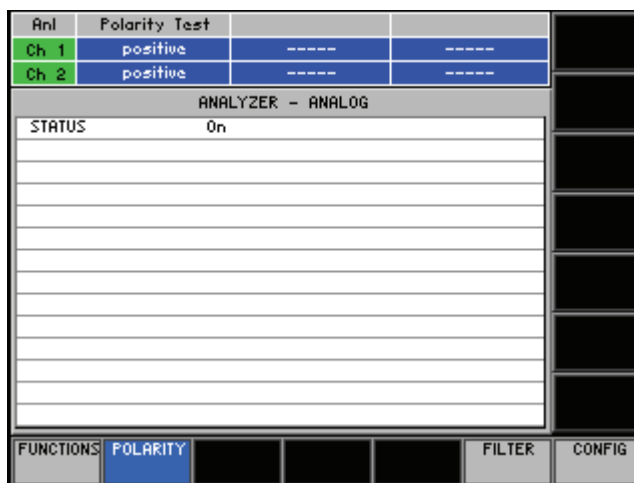 Anl Polarity Test
Ch 1 positive ----- -----
Ch 2 positive ----- -----
ANALYZER - ANALOG
STATUS On
FUNCTIONS POLARITY FILTER CONFIG